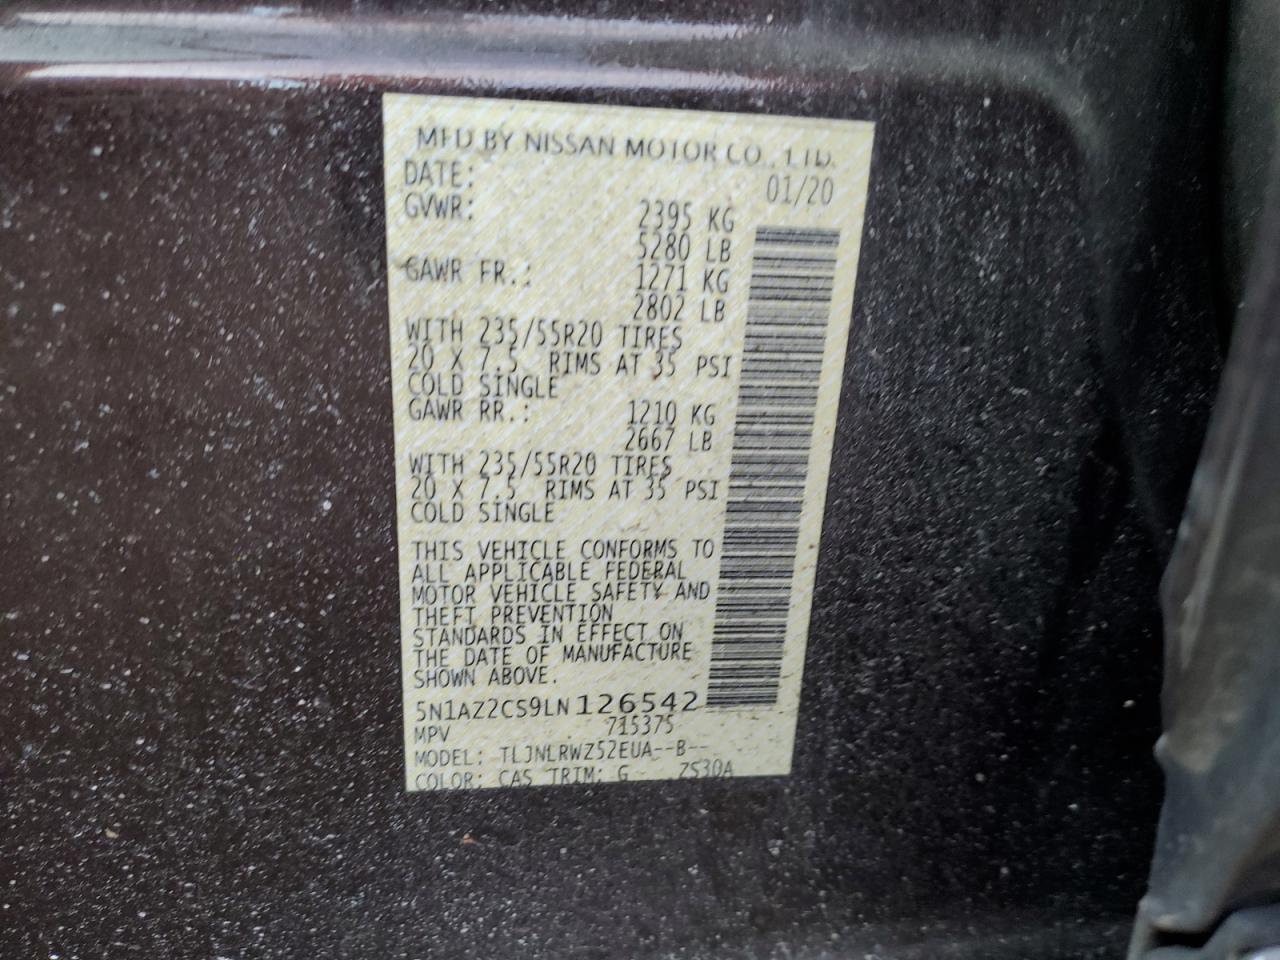 MFD BY NISSAN MOTOR CO., LTD.
DATE: 01/20
GVWR: 2395 KG
5280 LB
GAWR FR.: 1271 KG
2802 LB
WITH 235/55R20 TIRES
20 X 7.5 RIMS AT 35 PSI
COLD SINGLE
GAWR RR.: 1210 KG
2667 LB
WITH 235/55R20 TIRES
20 X 7.5 RIMS AT 35 PSI
COLD SINGLE
THIS VEHICLE CONFORMS TO
ALL APPLICABLE FEDERAL
MOTOR VEHICLE SAFETY AND
THEFT PREVENTION
STANDARDS IN EFFECT ON
THE DATE OF MANUFACTURE
SHOWN ABOVE.
5N1AZ2CS9LN126542
MPV 715375
MODEL: TLJNLRWZ52EUA--B--
COLOR: CAS TRIM: G ZS30A